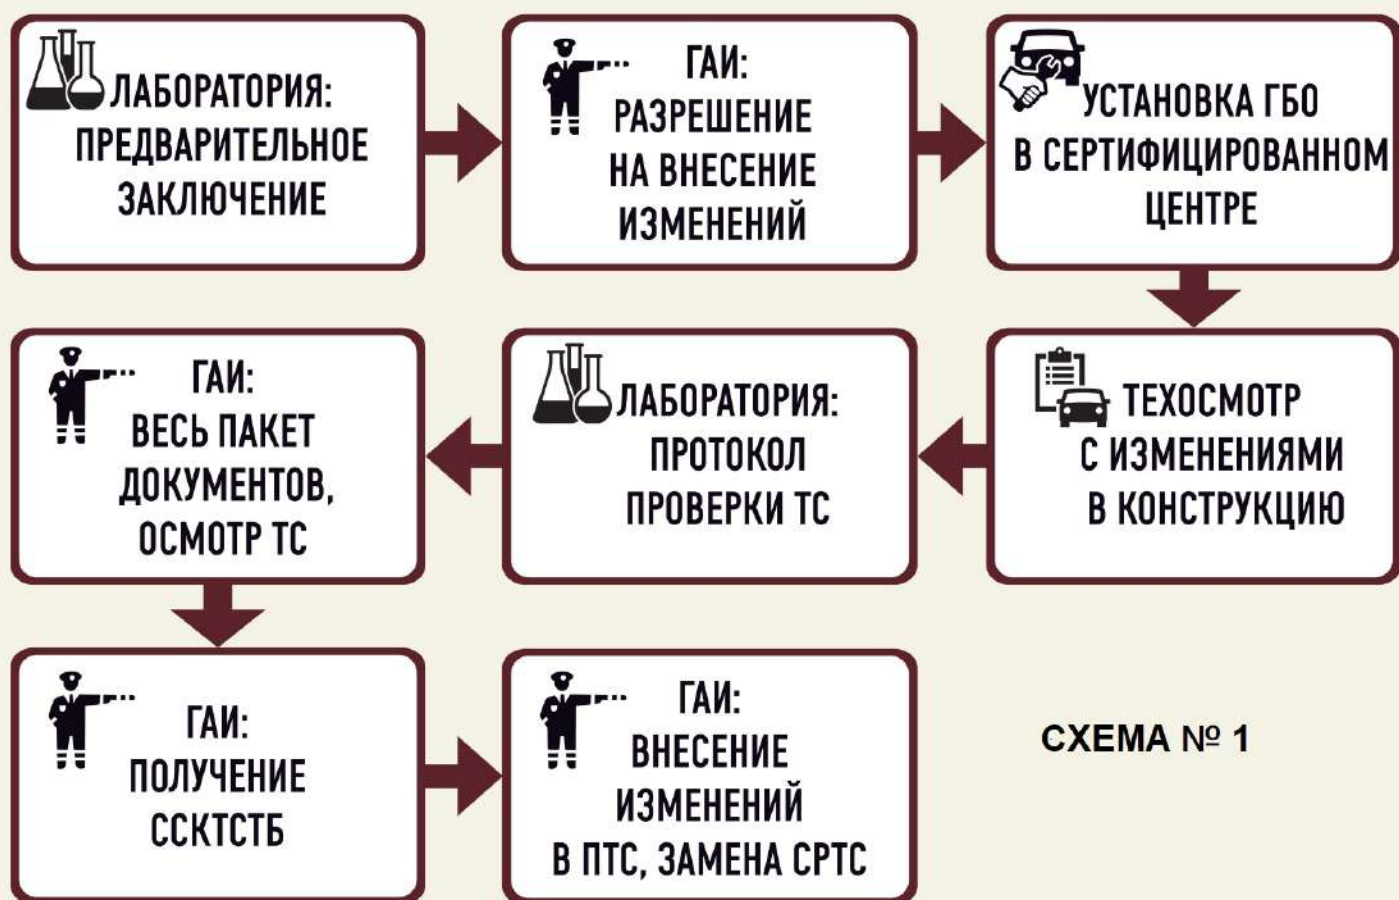 ЛАБОРАТОРИЯ:
ПРЕДВАРИТЕЛЬНОЕ
ЗАКЛЮЧЕНИЕ
ГАИ:
РАЗРЕШЕНИЕ
НА ВНЕСЕНИЕ
ИЗМЕНЕНИЙ
УСТАНОВКА ГБО
В СЕРТИФИЦИРОВАННОМ
ЦЕНТРЕ
ТЕХОСМОТР
С ИЗМЕНЕНИЯМИ
В КОНСТРУКЦИЮ
ЛАБОРАТОРИЯ:
ПРОТОКОЛ
ПРОВЕРКИ ТС
ГАИ:
ВЕСЬ ПАКЕТ
ДОКУМЕНТОВ,
ОСМОТР ТС
ГАИ:
ПОЛУЧЕНИЕ
ССКТСТБ
ГАИ:
ВНЕСЕНИЕ
ИЗМЕНЕНИЙ
В ПТС, ЗАМЕНА СРТС
СХЕМА № 1